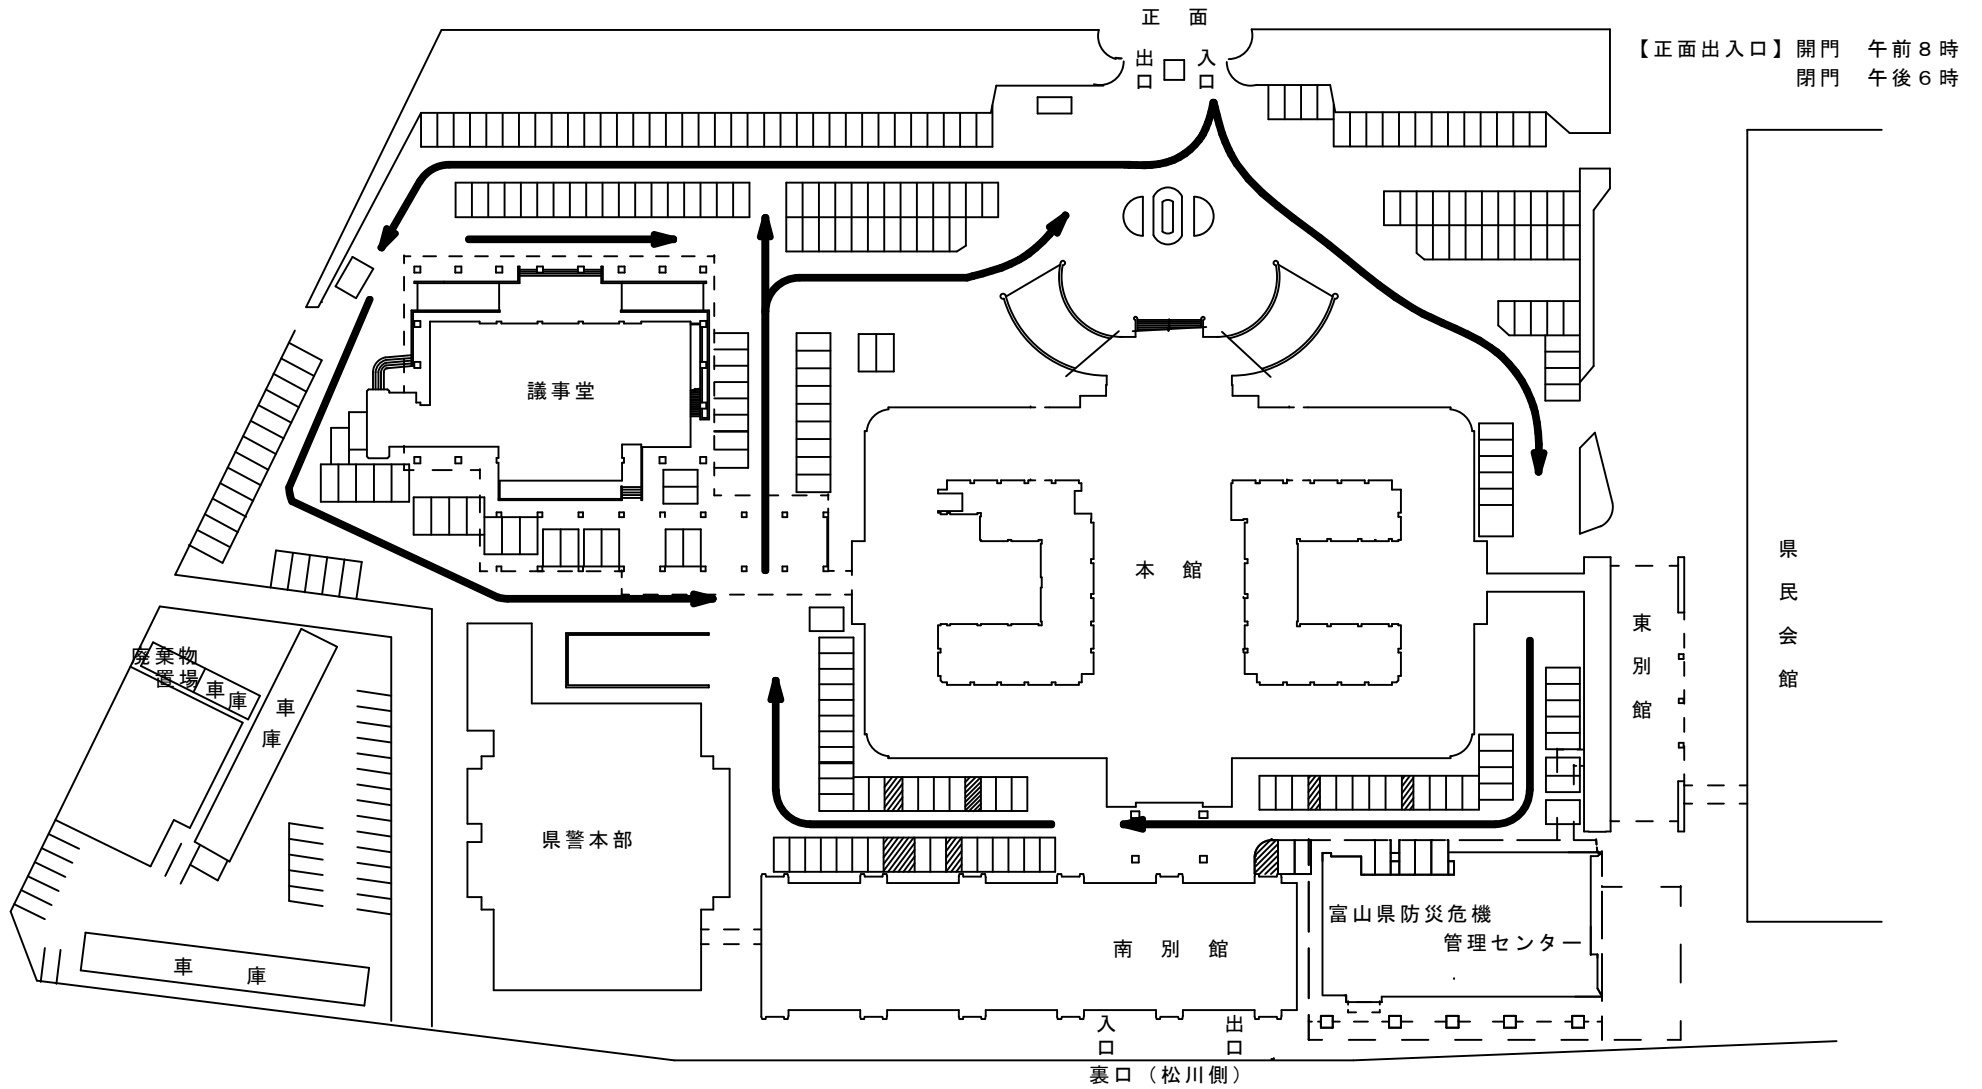 正　面
出口
入口
【正面出入口】開門　午前８時
閉門　午後６時
議事堂
本　館
県民会館
東別館
廃棄物
置場
車庫
車庫
県警本部
富山県防災危機
管理センター
南　別　館
車　　庫
入口
出口
裏口（松川側）